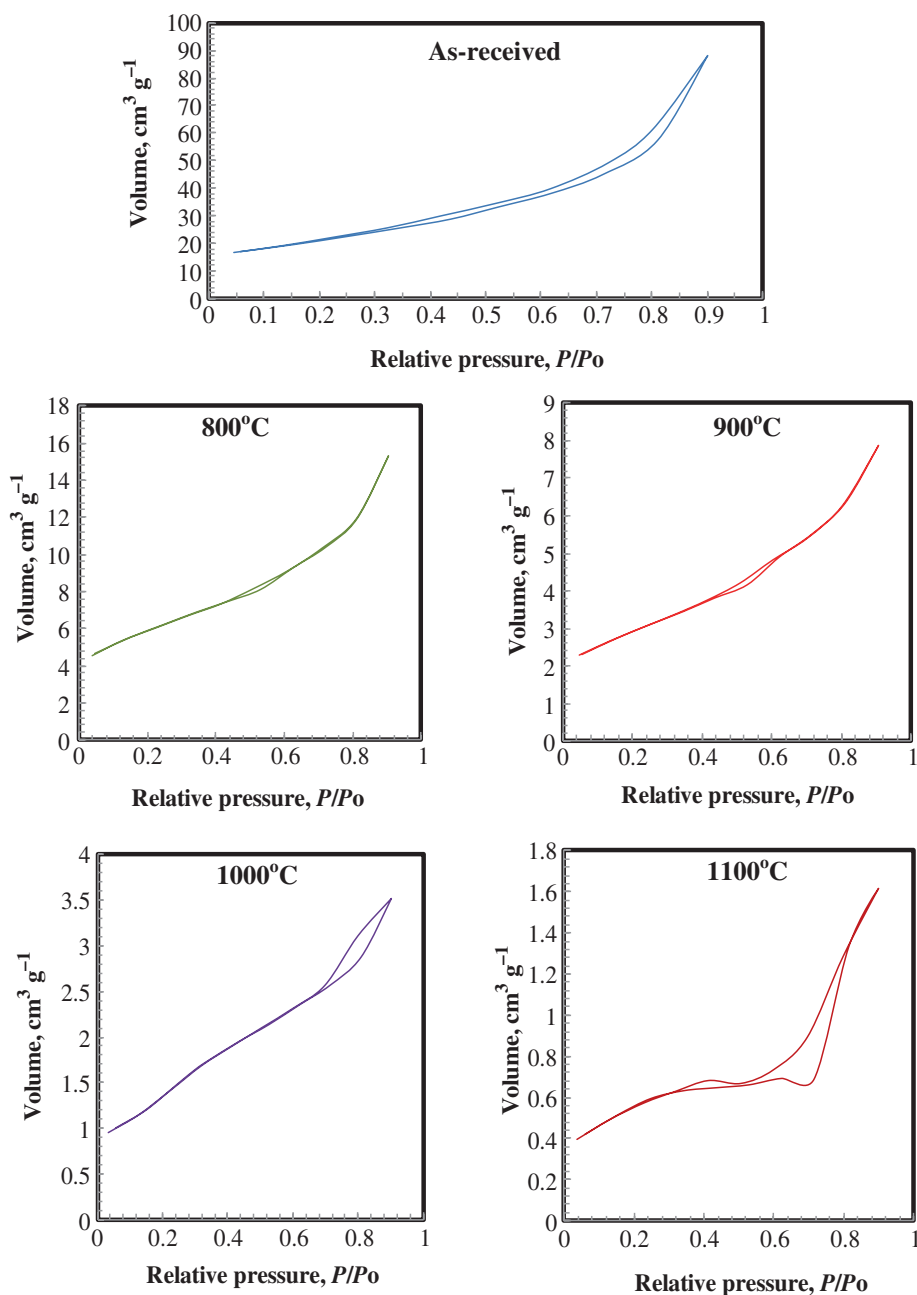 As-received
Volume, cm³ g⁻¹
100
90
80
70
60
50
40
30
20
10
0
0 0.1 0.2 0.3 0.4 0.5 0.6 0.7 0.8 0.9 1
Relative pressure, P/Po
800°C
Volume, cm³ g⁻¹
18
16
14
12
10
8
6
4
2
0
0 0.2 0.4 0.6 0.8 1
Relative pressure, P/Po
900°C
Volume, cm³ g⁻¹
9
8
7
6
5
4
3
2
1
0
0 0.2 0.4 0.6 0.8 1
Relative pressure, P/Po
1000°C
Volume, cm³ g⁻¹
4
3.5
3
2.5
2
1.5
1
0.5
0
0 0.2 0.4 0.6 0.8 1
Relative pressure, P/Po
1100°C
Volume, cm³ g⁻¹
1.8
1.6
1.4
1.2
1
0.8
0.6
0.4
0.2
0
0 0.2 0.4 0.6 0.8 1
Relative pressure, P/Po